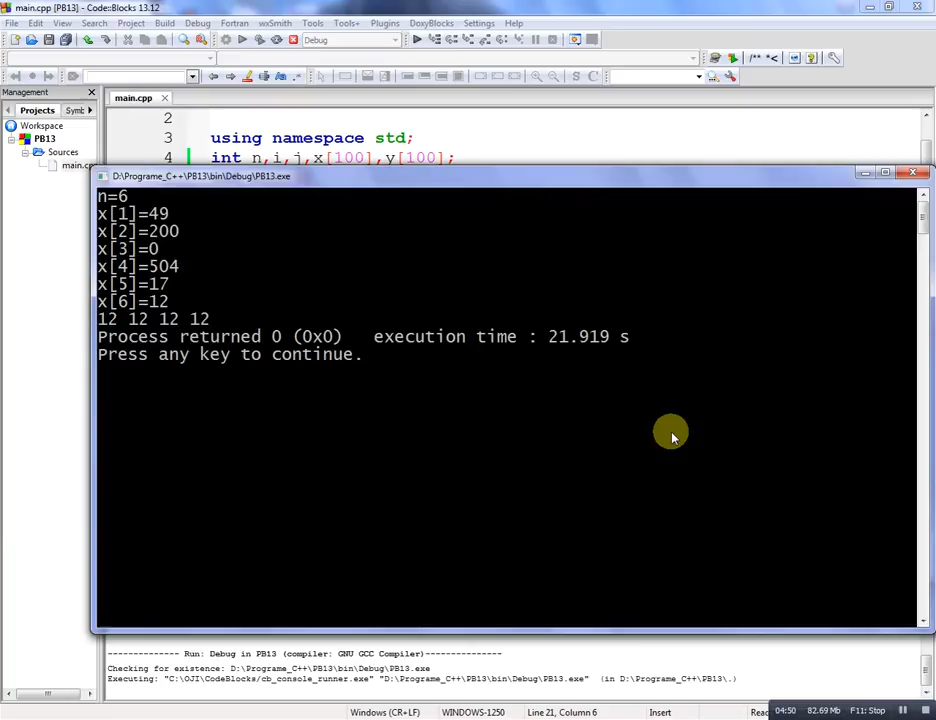 main.cpp [PB13] - Code::Blocks 13.12
File Edit View Search Project Build Debug Fortran wxSmith Tools Tools+ Plugins DoxyBlocks Settings Help
Debug
/** *<
S C
Management
main.cpp
Projects Symb
Workspace
PB13
Sources
main.cp
2
3 using namespace std;
4 int n,i,j,x[100],y[100];
D:\Programe_C++\PB13\bin\Debug\PB13.exe
n=6
x[1]=49
x[2]=200
x[3]=0
x[4]=504
x[5]=17
x[6]=12
12 12 12 12
Process returned 0 (0x0)   execution time : 21.919 s
Press any key to continue.
-------------- Run: Debug in PB13 (compiler: GNU GCC Compiler)---------------
Checking for existence: D:\Programe_C++\PB13\bin\Debug\PB13.exe
Executing: "C:\OJI\CodeBlocks/cb_console_runner.exe" "D:\Programe_C++\PB13\bin\Debug\PB13.exe"  (in D:\Programe_C++\PB13\.)
Windows (CR+LF) WINDOWS-1250 Line 21, Column 6 Insert Rea
04:50 82.69 Mb F11: Stop